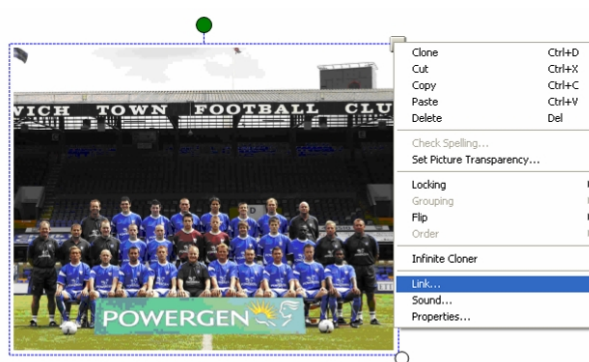 WICH TOWN FOOTBALL CLU
POWERGEN
Clone Ctrl+D
Cut Ctrl+X
Copy Ctrl+C
Paste Ctrl+V
Delete Del
Check Spelling...
Set Picture Transparency...
Locking
Grouping
Flip
Order
Infinite Cloner
Link...
Sound...
Properties...